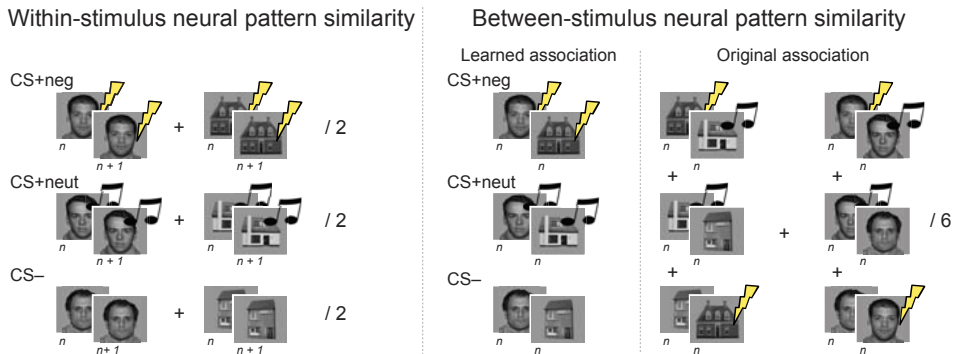 Within-stimulus neural pattern similarity
CS+neg
n
n + 1
+
n
n + 1
/ 2
CS+neut
n
n + 1
+
n
n + 1
/ 2
CS–
n
n+ 1
+
n
n + 1
/ 2
Between-stimulus neural pattern similarity
Learned association
CS+neg
n
n
CS+neut
n
n
CS–
n
n
Original association
n
n
n
n
+
+
n
n
+
n
n
/ 6
+
+
n
n
n
n